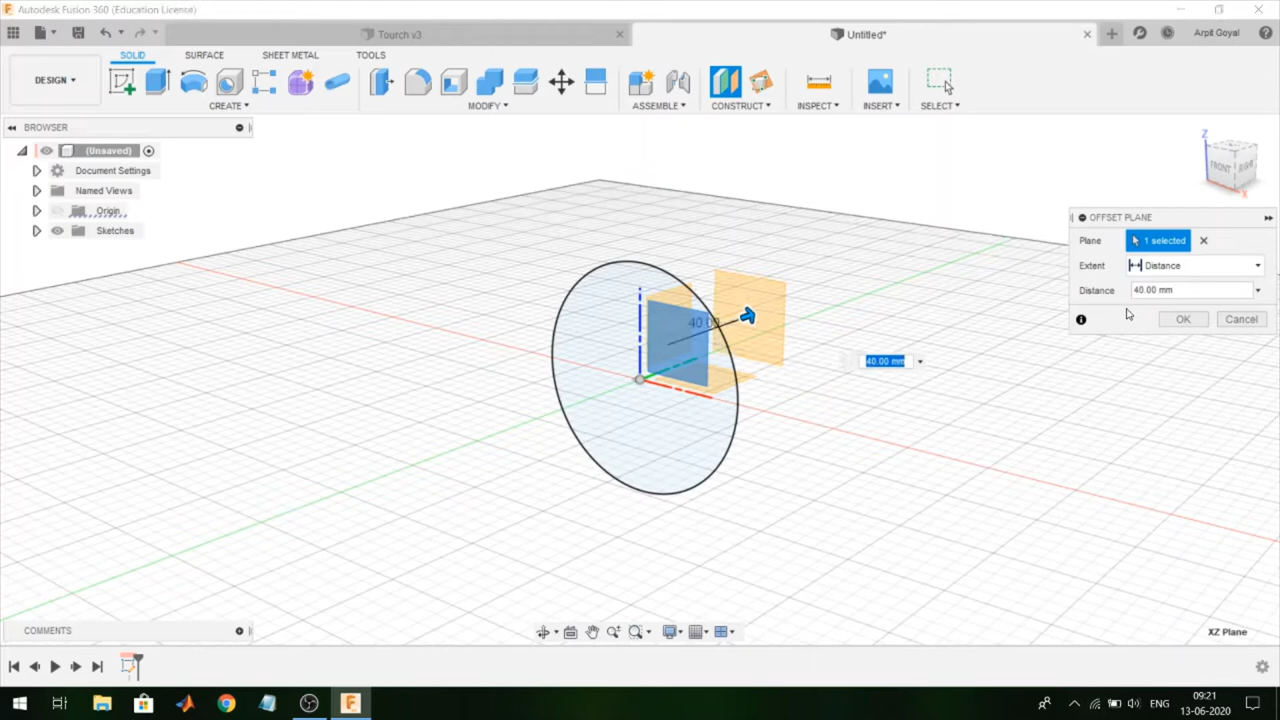 Autodesk Fusion 360 (Education License)
Tourch v3
Untitled*
Arpit Goyal
SOLID SURFACE SHEET METAL TOOLS
DESIGN
CREATE MODIFY ASSEMBLE CONSTRUCT INSPECT INSERT SELECT
BROWSER
(Unsaved)
Document Settings
Named Views
Origin
Sketches
Z
FRONT RIGHT
X
OFFSET PLANE
Plane 1 selected
Extent Distance
Distance 40.00 mm
OK Cancel
40.00
40.00 mm
COMMENTS
XZ Plane
ENG
09:21
13-06-2020